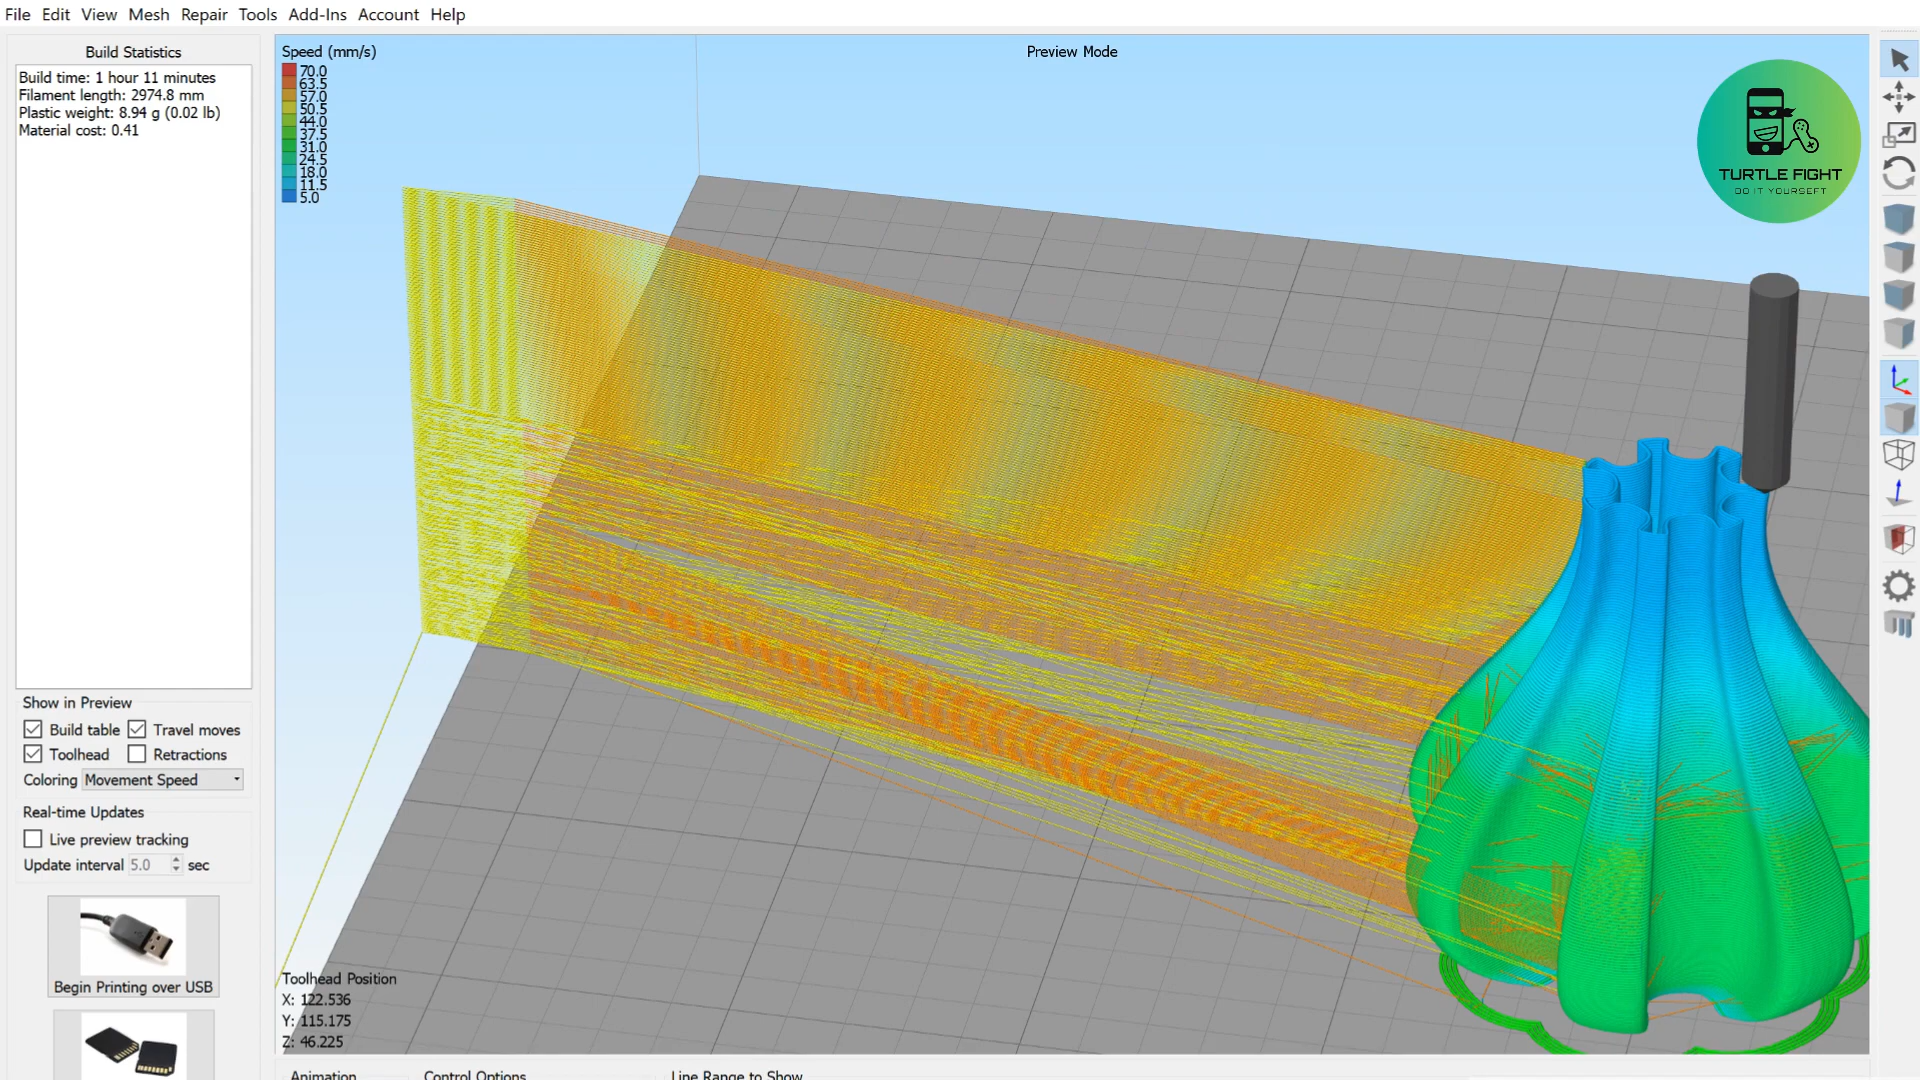 File Edit View Mesh Repair Tools Add-Ins Account Help
Build Statistics
Build time: 1 hour 11 minutes
Filament length: 2974.8 mm
Plastic weight: 8.94 g (0.02 lb)
Material cost: 0.41
Show in Preview
Build table Travel moves
Toolhead Retractions
Coloring Movement Speed
Real-time Updates
Live preview tracking
Update interval 5.0 sec
Begin Printing over USB
Speed (mm/s)
70.0
63.5
57.0
50.5
44.0
37.5
31.0
24.5
18.0
11.5
5.0
Preview Mode
TURTLE FIGHT
DO IT YOURSEFT
Toolhead Position
X: 122.536
Y: 115.175
Z: 46.225
Animation Control Options Line Range to Show